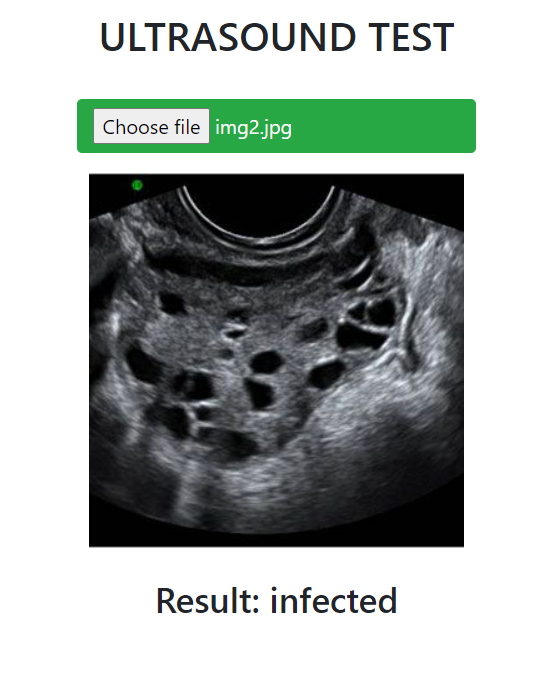 ULTRASOUND TEST
Choose file img2.jpg
Result: infected